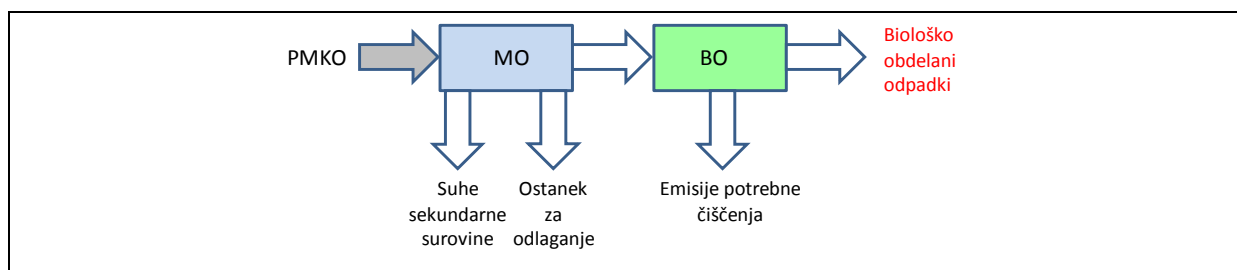 PMKO
MO
BO
Biološko
obdelani
odpadki
Suhe
sekundarne
surovine
Ostanek
za
odlaganje
Emisije potrebne
čiščenja